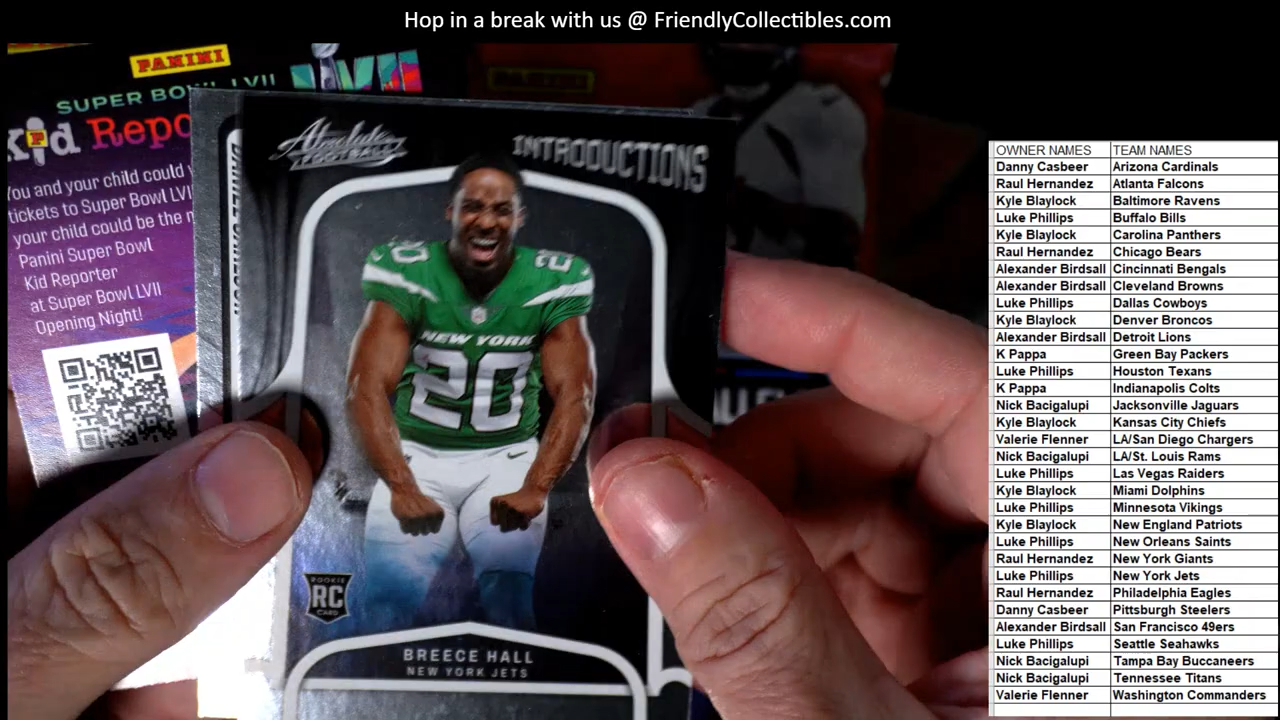 Hop in a break with us @ FriendlyCollectibles.com
PANINI
SUPER BOWL LVII
Kid Repo
You and your child could
tickets to Super Bowl LVI
your child could be the
Panini Super Bowl
Kid Reporter
at Super Bowl LVII
Opening Night!
PANINI
Absolute
FOOTBALL
INTRODUCTIONS
20
20
NEW YORK
20
ROOKIE
RC
CARD
BREECE HALL
NEW YORK JETS
OWNER NAMES TEAM NAMES
Danny Casbeer Arizona Cardinals
Raul Hernandez Atlanta Falcons
Kyle Blaylock Baltimore Ravens
Luke Phillips Buffalo Bills
Kyle Blaylock Carolina Panthers
Raul Hernandez Chicago Bears
Alexander Birdsall Cincinnati Bengals
Alexander Birdsall Cleveland Browns
Luke Phillips Dallas Cowboys
Kyle Blaylock Denver Broncos
Alexander Birdsall Detroit Lions
K Pappa Green Bay Packers
Luke Phillips Houston Texans
K Pappa Indianapolis Colts
Nick Bacigalupi Jacksonville Jaguars
Kyle Blaylock Kansas City Chiefs
Valerie Flenner LA/San Diego Chargers
Nick Bacigalupi LA/St. Louis Rams
Luke Phillips Las Vegas Raiders
Kyle Blaylock Miami Dolphins
Luke Phillips Minnesota Vikings
Kyle Blaylock New England Patriots
Luke Phillips New Orleans Saints
Raul Hernandez New York Giants
Luke Phillips New York Jets
Raul Hernandez Philadelphia Eagles
Danny Casbeer Pittsburgh Steelers
Alexander Birdsall San Francisco 49ers
Luke Phillips Seattle Seahawks
Nick Bacigalupi Tampa Bay Buccaneers
Nick Bacigalupi Tennessee Titans
Valerie Flenner Washington Commanders